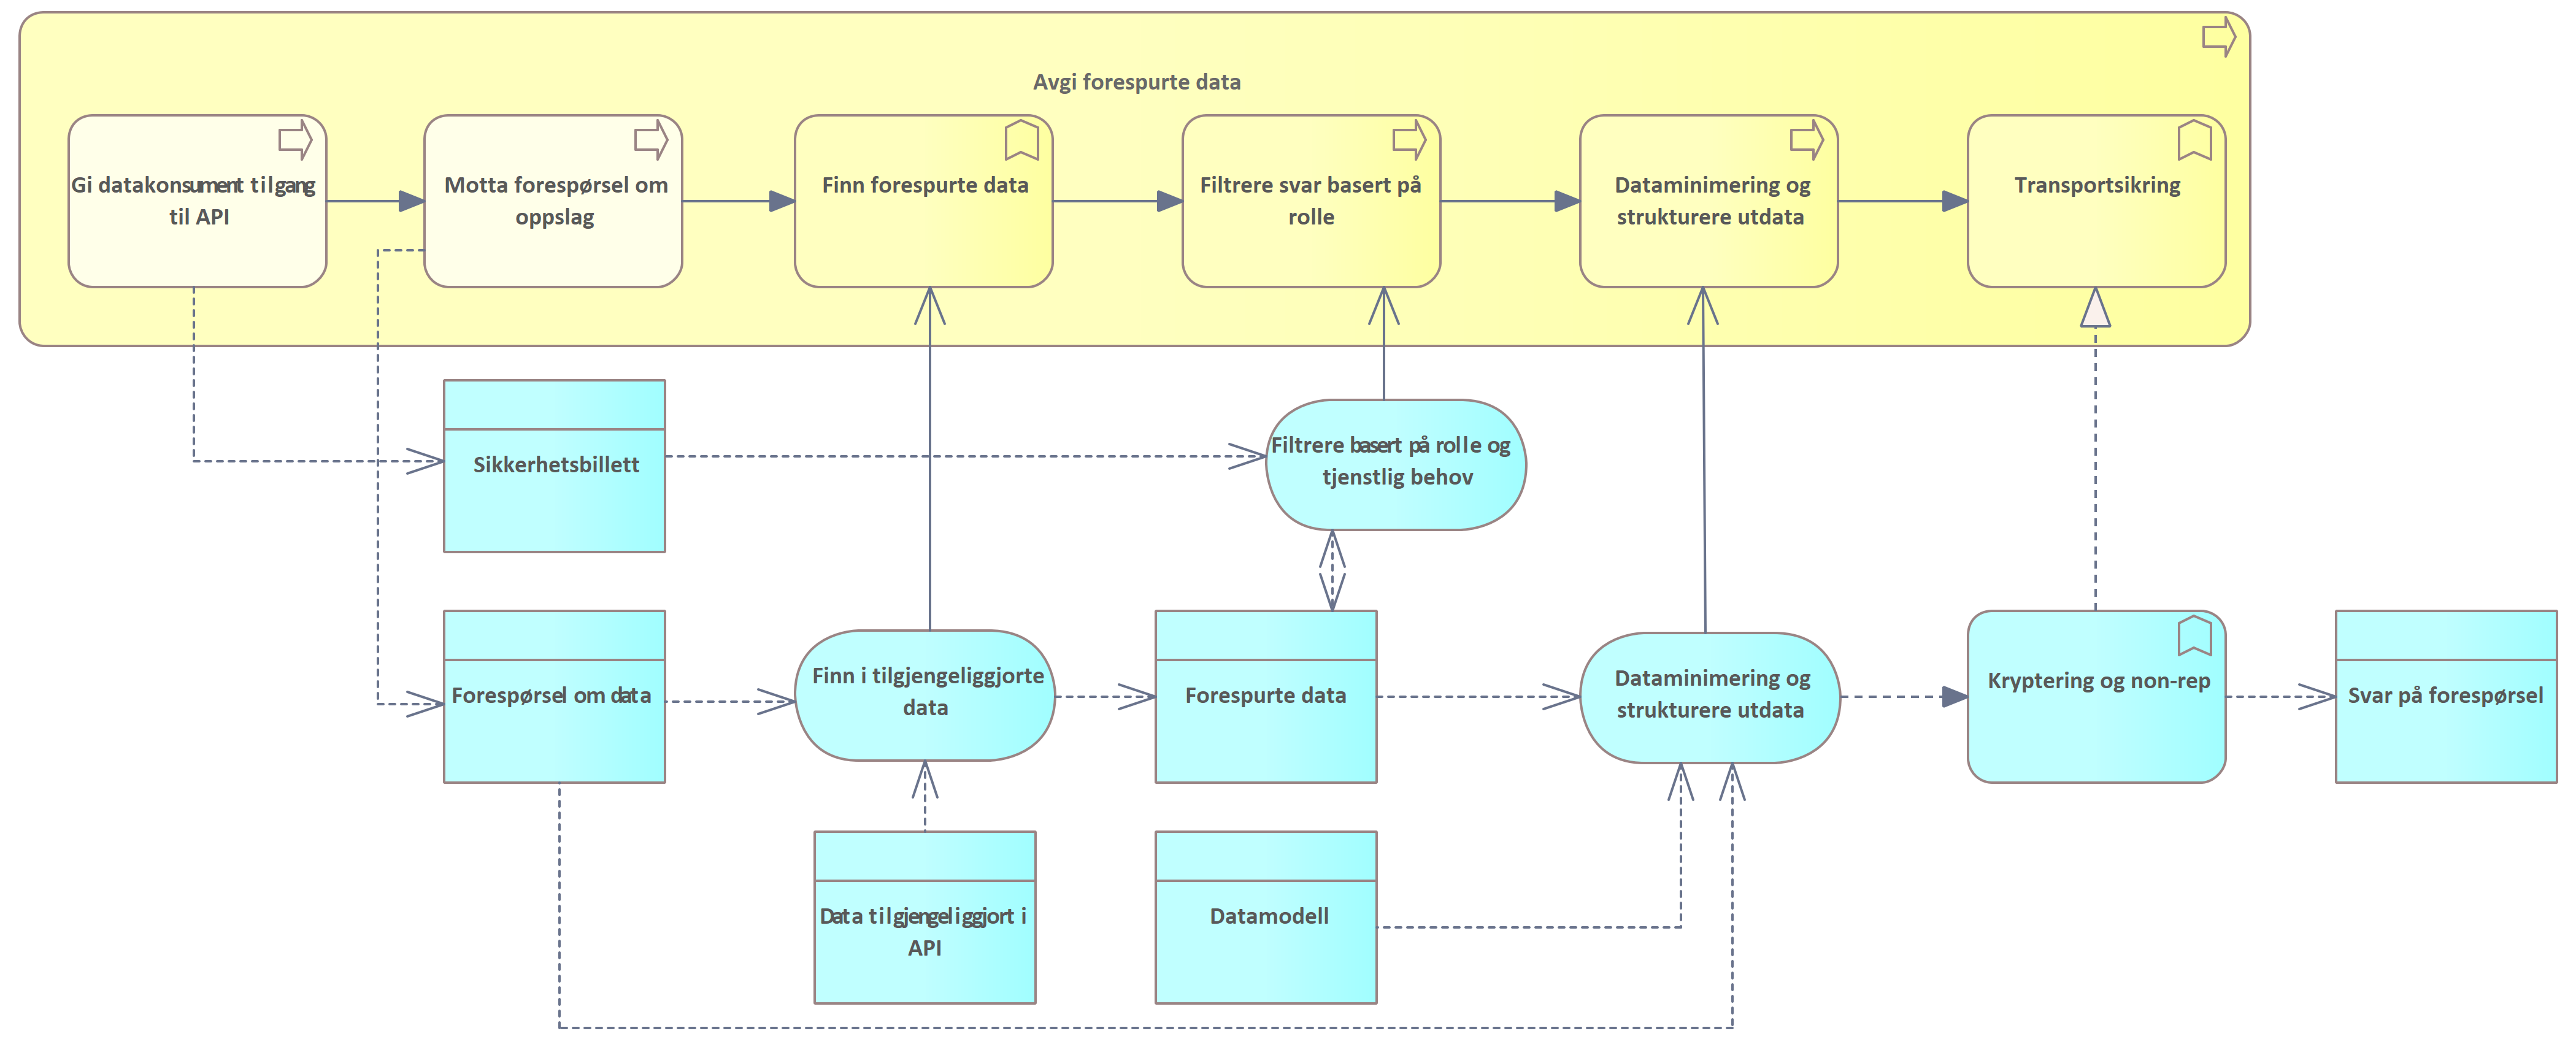 Avgi forespurte data
Gi datakonsument tilgang
til API
Motta forespørsel om
oppslag
Finn forespurte data
Filtrere svar basert på
rolle
Dataminimering og
strukturere utdata
Transportsikring
Sikkerhetsbillett
Filtrere basert på rolle og
tjenstlig behov
Forespørsel om data
Finn i tilgjengeliggjorte
data
Forespurte data
Dataminimering og
strukturere utdata
Kryptering og non-rep
Svar på forespørsel
Data tilgjengeliggjort i
API
Datamodell